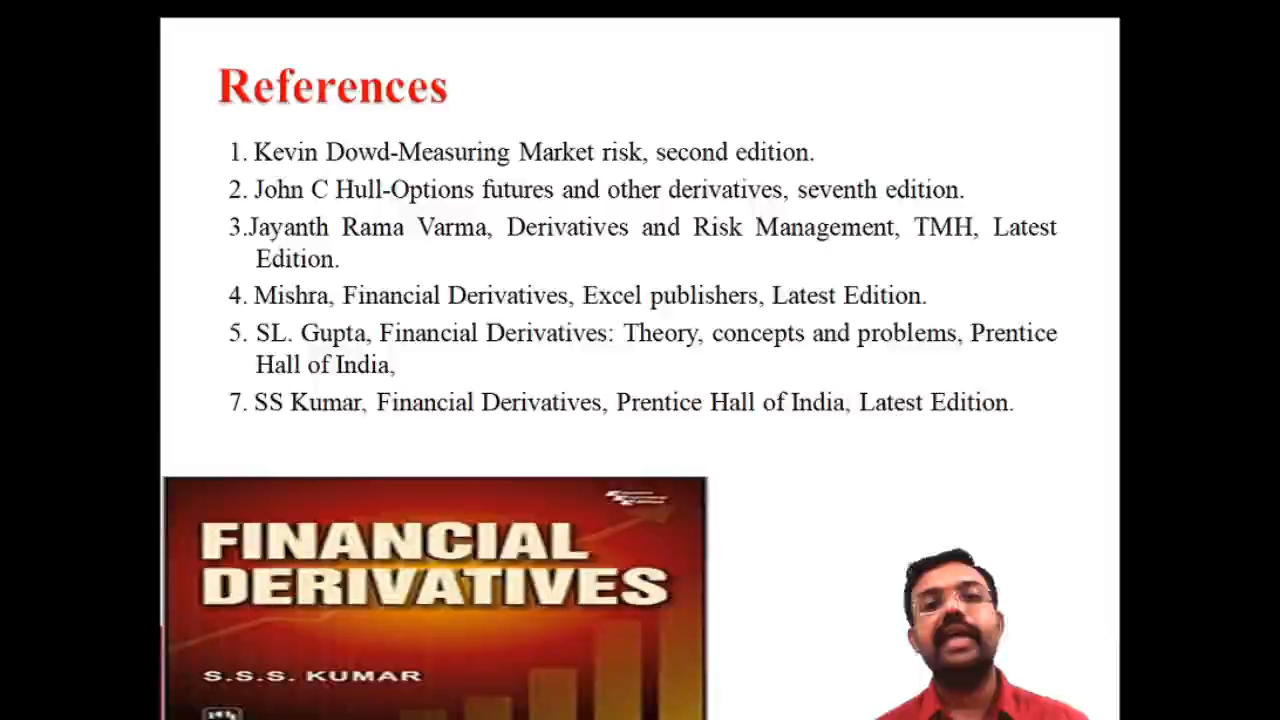 References
1. Kevin Dowd-Measuring Market risk, second edition.
2. John C Hull-Options futures and other derivatives, seventh edition.
3.Jayanth Rama Varma, Derivatives and Risk Management, TMH, Latest
Edition.
4. Mishra, Financial Derivatives, Excel publishers, Latest Edition.
5. SL. Gupta, Financial Derivatives: Theory, concepts and problems, Prentice
Hall of India,
7. SS Kumar, Financial Derivatives, Prentice Hall of India, Latest Edition.
FINANCIAL
DERIVATIVES
S.S.S. KUMAR